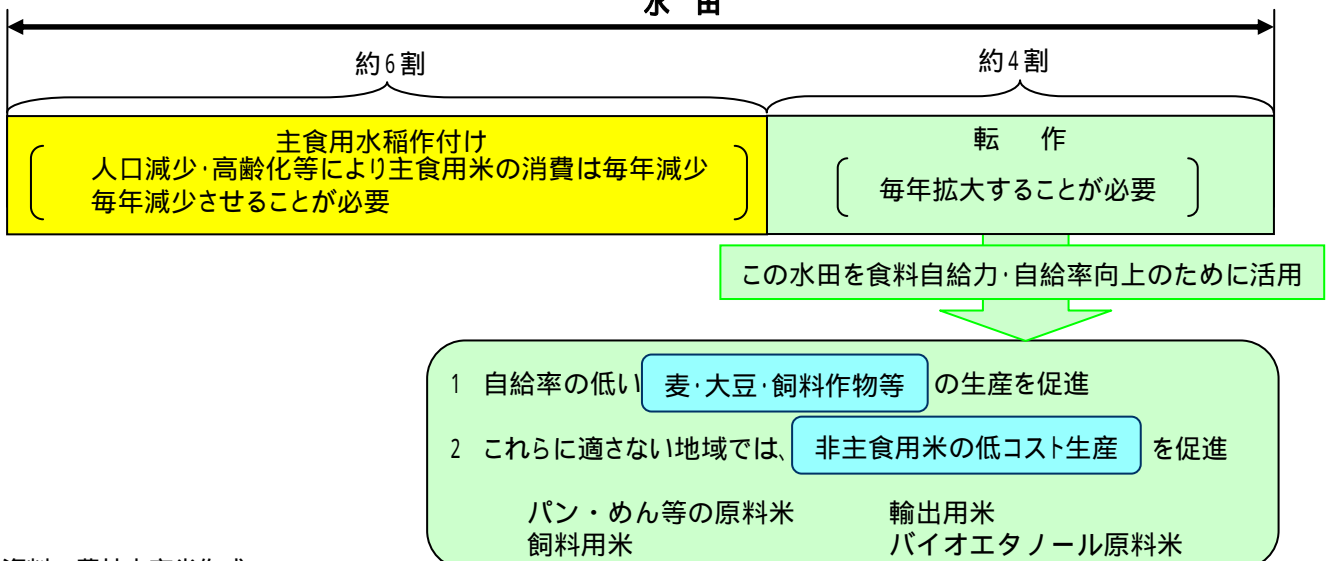 水 田
約6割
約4割
主食用水稲作付け
人口減少・高齢化等により主食用米の消費は毎年減少
毎年減少させることが必要
転 作
毎年拡大することが必要
この水田を食料自給力・自給率向上のために活用
1 自給率の低い 麦・大豆・飼料作物等 の生産を促進
2 これらに適さない地域では、 非主食用米の低コスト生産 を促進
パン・めん等の原料米 輸出用米
飼料用米 バイオエタノール原料米